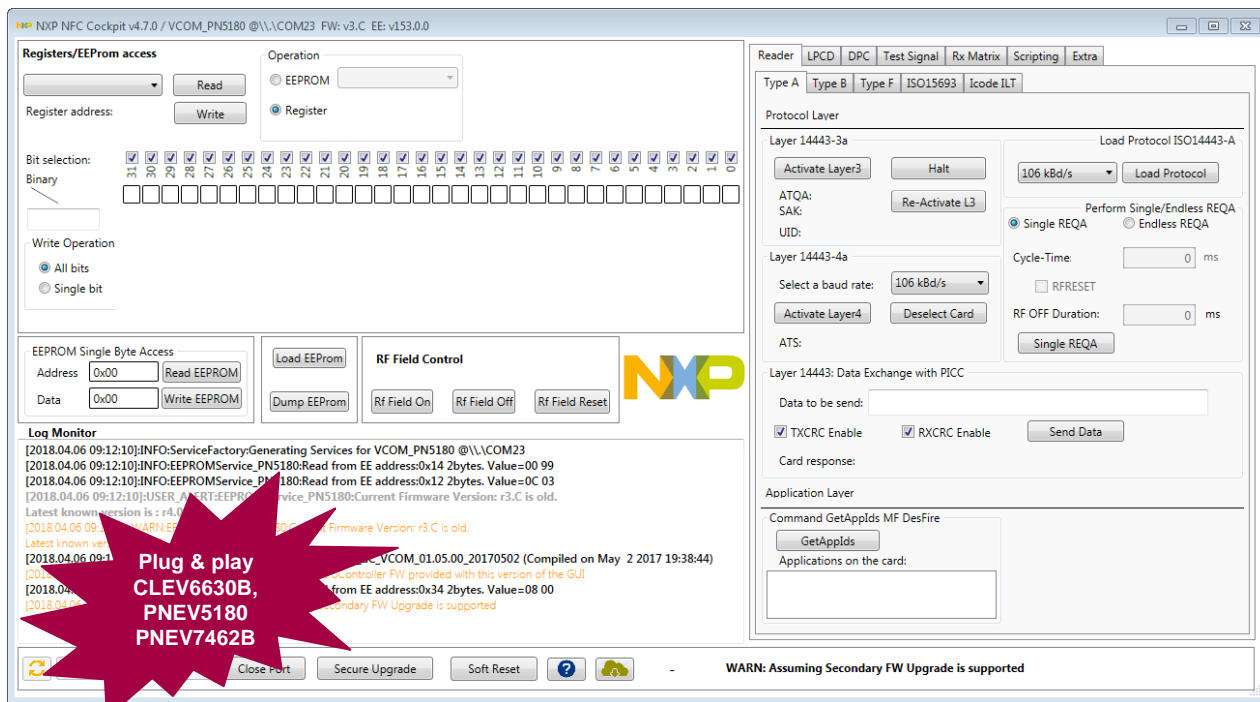 NXP NFC Cockpit v4.7.0 / VCOM_PN5180 @\\.\COM23 FW: v3.C EE: v153.0.0
Registers/EEProm access
Operation
Read
EEPROM
Register address:
Write
Register
Bit selection:
31 30 29 28 27 26 25 24 23 22 21 20 19 18 17 16 15 14 13 12 11 10 9 8 7 6 5 4 3 2 1 0
Binary
Write Operation
All bits
Single bit
EEPROM Single Byte Access
Address 0x00 Read EEPROM
Data 0x00 Write EEPROM
Load EEProm
Dump EEProm
RF Field Control
Rf Field On Rf Field Off Rf Field Reset
NXP
Log Monitor
[2018.04.06 09:12:10]:INFO:ServiceFactory:Generating Services for VCOM_PN5180 @\\.\COM23
[2018.04.06 09:12:10]:INFO:EEPROMService_PN5180:Read from EE address:0x14 2bytes. Value=00 99
[2018.04.06 09:12:10]:INFO:EEPROMService_PN5180:Read from EE address:0x12 2bytes. Value=0C 03
[2018.04.06 09:12:10]:USER_ALERT:EEPROMService_PN5180:Current Firmware Version: r3.C is old.
Latest known version is : r4.0
[2018.04.06 09:1 WARN:EE 80:Current Firmware Version: r3.C is old.
Latest known ver
[2018.04.06 09:1 C_VCOM_01.05.00_20170502 (Compiled on May 2 2017 19:38:44)
Controller FW provided with this version of the GUI
[2018.04. from EE address:0x34 2bytes. Value=08 00
[2018.04.06 Secondary FW Upgrade is supported
Plug & play
CLEV6630B,
PNEV5180
PNEV7462B
Close Port Secure Upgrade Soft Reset ? - WARN: Assuming Secondary FW Upgrade is supported
Reader LPCD DPC Test Signal Rx Matrix Scripting Extra
Type A Type B Type F ISO15693 Icode ILT
Protocol Layer
Layer 14443-3a
Activate Layer3 Halt
ATQA:
SAK:
Re-Activate L3
UID:
Load Protocol ISO14443-A
106 kBd/s Load Protocol
Perform Single/Endless REQA
Single REQA Endless REQA
Cycle-Time: 0 ms
RFRESET
RF OFF Duration: 0 ms
Single REQA
Layer 14443-4a
Select a baud rate: 106 kBd/s
Activate Layer4 Deselect Card
ATS:
Layer 14443: Data Exchange with PICC
Data to be send:
TXCRC Enable RXCRC Enable Send Data
Card response:
Application Layer
Command GetAppIds MF DesFire
GetAppIds
Applications on the card: